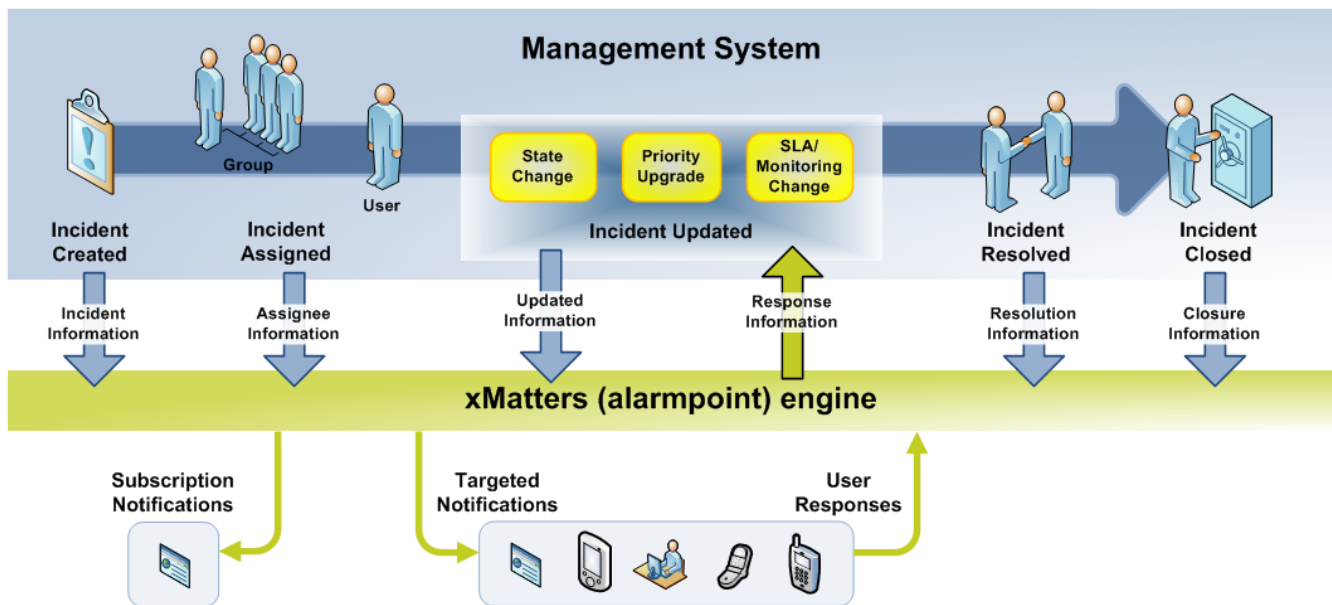 Management System
Group
User
State
Change
Priority
Upgrade
SLA/
Monitoring
Change
Incident Updated
Incident
Created
Incident
Assigned
Incident
Resolved
Incident
Closed
Incident
Information
Assignee
Information
Updated
Information
Response
Information
Resolution
Information
Closure
Information
xMatters (alarmpoint) engine
Subscription
Notifications
Targeted
Notifications
User
Responses